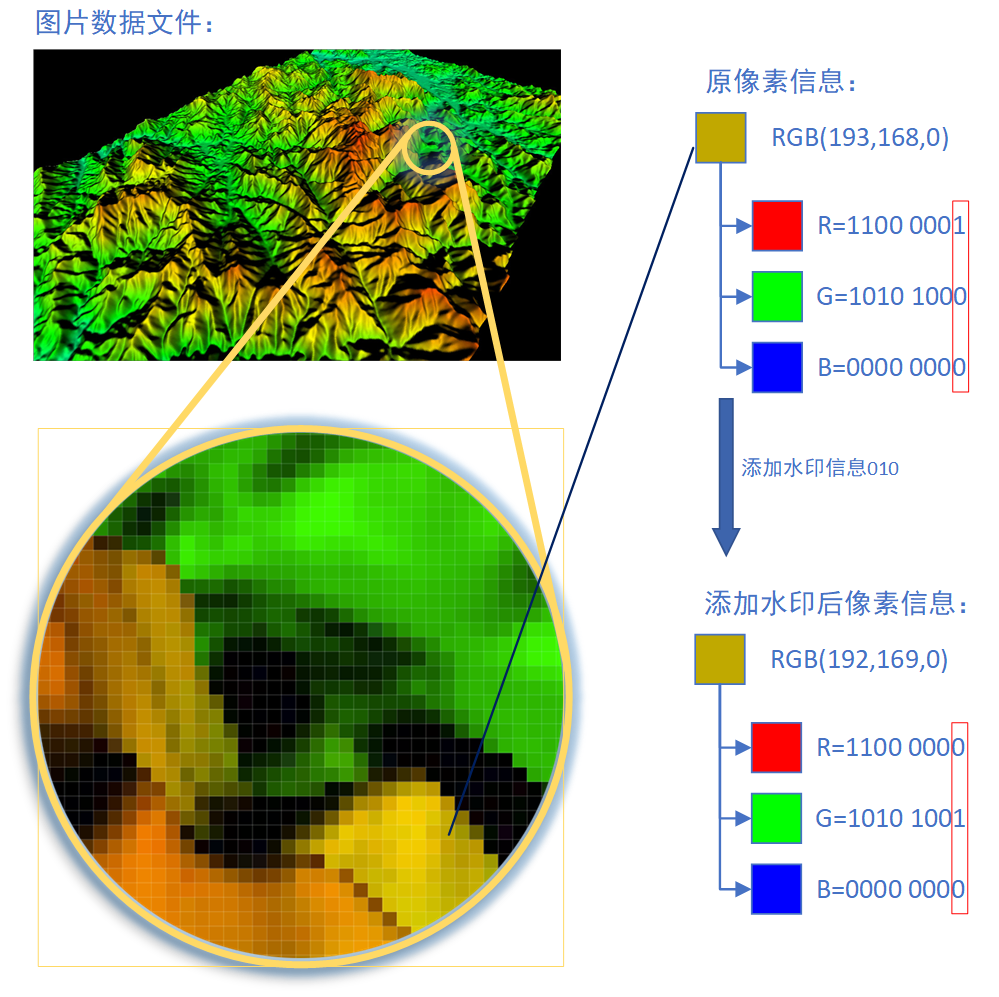 图片数据文件：
原像素信息：
RGB(193,168,0)
R=1100 0001
G=1010 1000
B=0000 0000
添加水印信息010
添加水印后像素信息：
RGB(192,169,0)
R=1100 0000
G=1010 1001
B=0000 0000